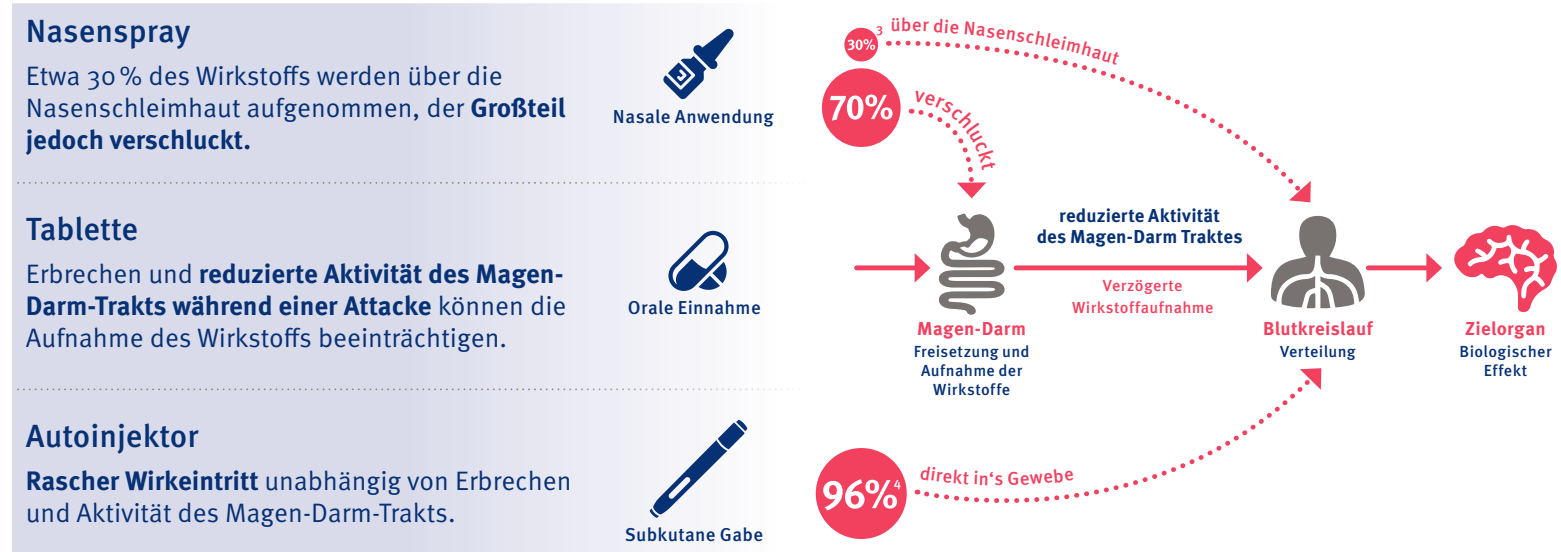 Nasenspray
Etwa 30 % des Wirkstoffs werden über die
Nasenschleimhaut aufgenommen, der Großteil
jedoch verschluckt.
Nasale Anwendung
30%³ über die Nasenschleimhaut
70% verschluckt
Tablette
Erbrechen und reduzierte Aktivität des Magen-
Darm-Trakts während einer Attacke können die
Aufnahme des Wirkstoffs beeinträchtigen.
Orale Einnahme
reduzierte Aktivität
des Magen-Darm Traktes
Verzögerte
Wirkstoffaufnahme
Magen-Darm
Freisetzung und
Aufnahme der
Wirkstoffe
Blutkreislauf
Verteilung
Zielorgan
Biologischer
Effekt
Autoinjektor
Rascher Wirkeintritt unabhängig von Erbrechen
und Aktivität des Magen-Darm-Trakts.
Subkutane Gabe
96%⁴ direkt in‘s Gewebe